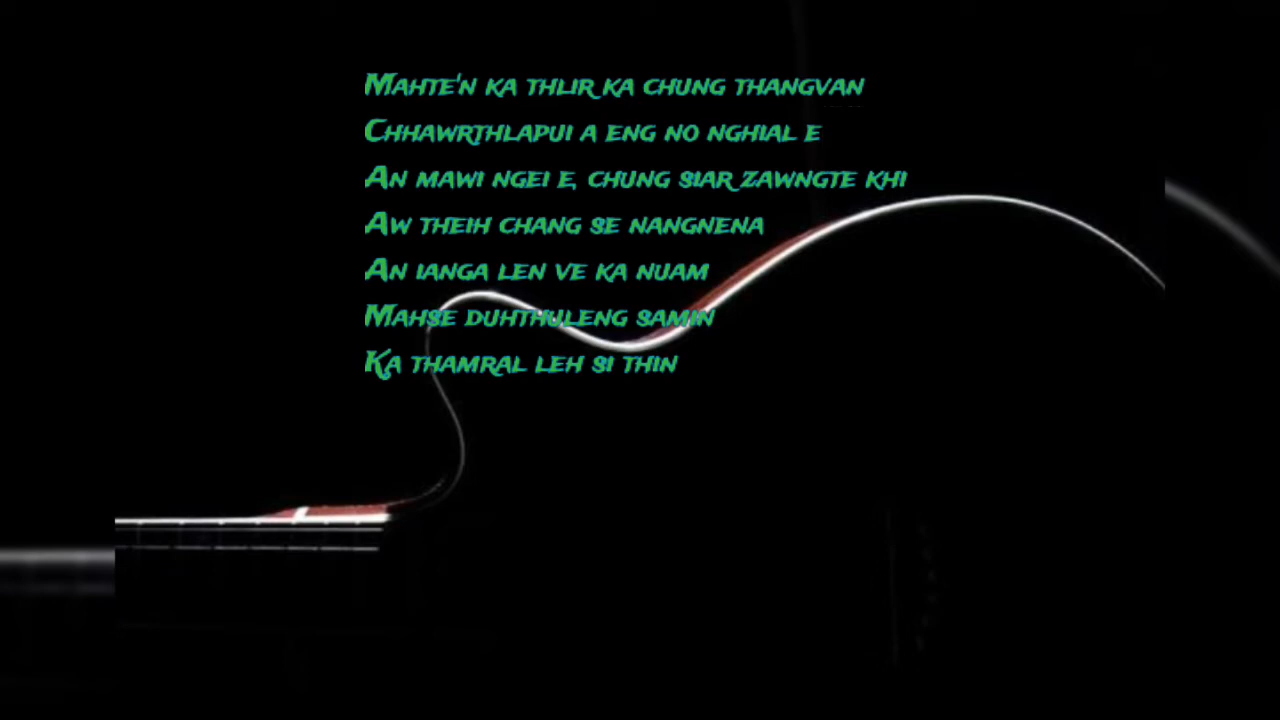 Mahte'n ka thlir ka chung thangvan
Chhawrthlapui a eng no nghial e
An mawi ngei e, chung siar zawngte khi
Aw theih chang se nangnena
An ianga len ve ka nuam
Mahse duhthuleng samin
Ka thamral leh si thin